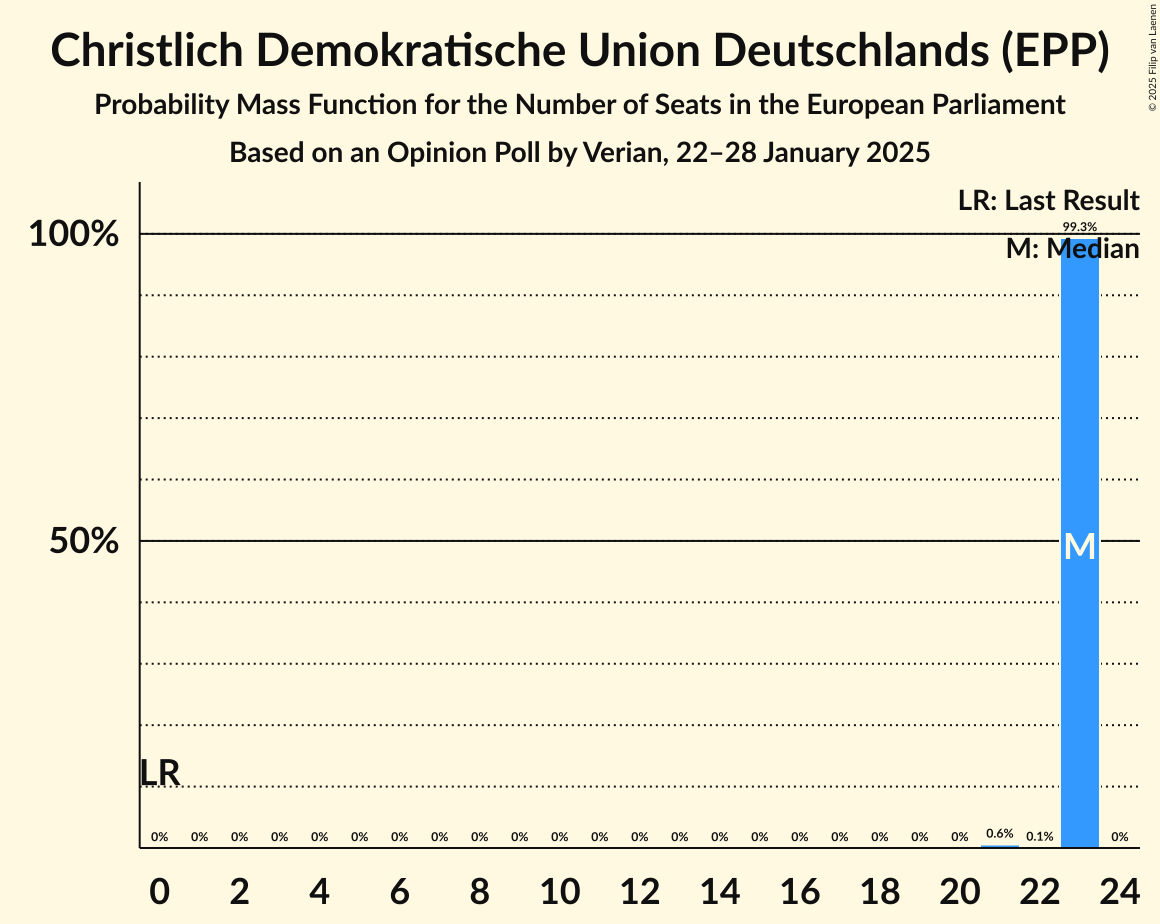 Christlich Demokratische Union Deutschlands (EPP)
Probability Mass Function for the Number of Seats in the European Parliament
Based on an Opinion Poll by Verian, 22–28 January 2025
© 2025 Filip van Laenen
LR: Last Result
M: Median
100%
50%
99.3%
M
LR
0% 0% 0% 0% 0% 0% 0% 0% 0% 0% 0% 0% 0% 0% 0% 0% 0% 0% 0% 0% 0% 0.6% 0.1% 0%
0 2 4 6 8 10 12 14 16 18 20 22 24